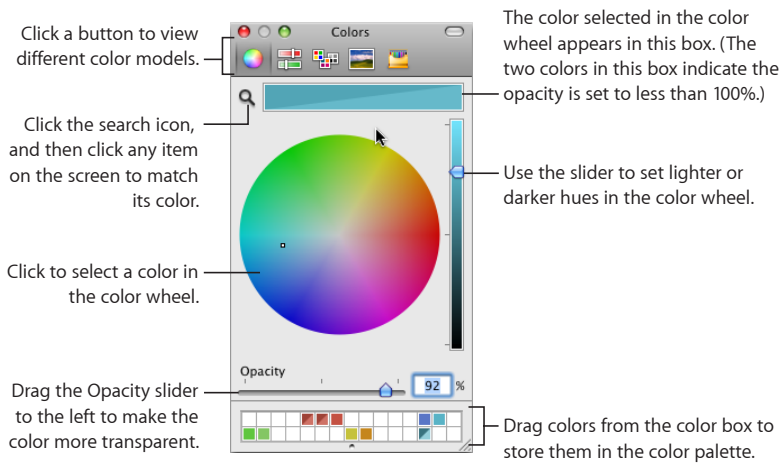 Click a button to view
different color models.
Colors
The color selected in the color
wheel appears in this box. (The
two colors in this box indicate the
opacity is set to less than 100%.)
Click the search icon,
and then click any item
on the screen to match
its color.
Use the slider to set lighter or
darker hues in the color wheel.
Click to select a color in
the color wheel.
Opacity
92 %
Drag the Opacity slider
to the left to make the
color more transparent.
Drag colors from the color box to
store them in the color palette.